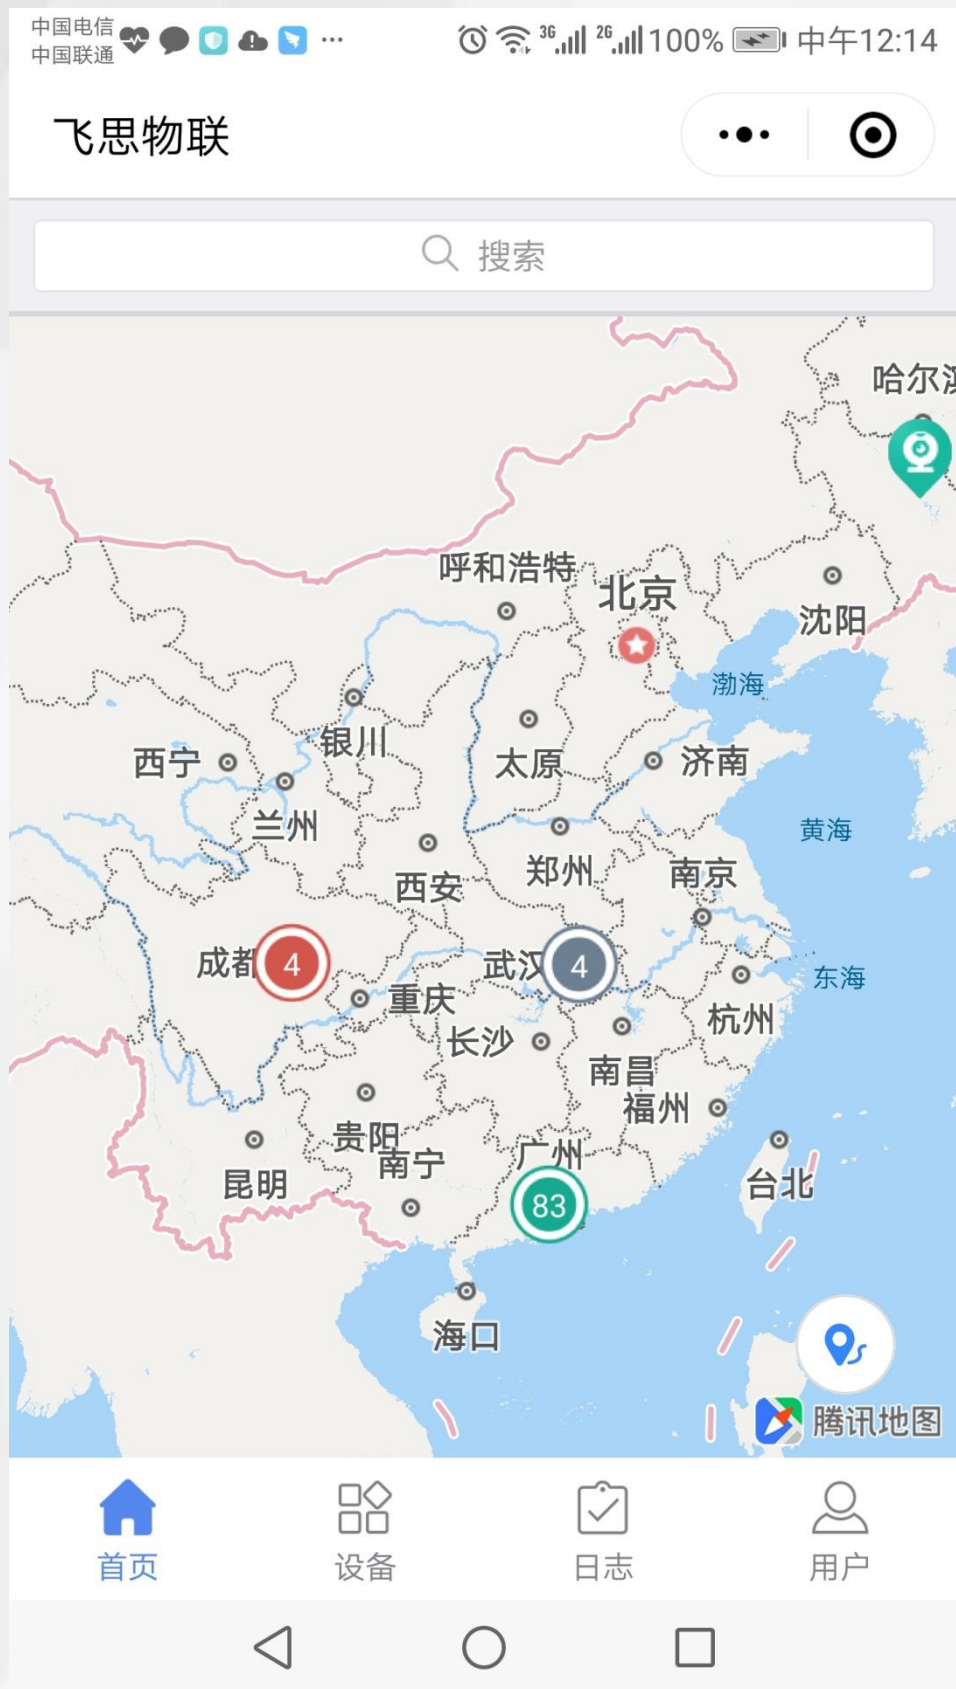 中国电信
中国联通
3G 2G 100% 中午12:14
飞思物联
搜索
哈尔滨
呼和浩特
北京
沈阳
渤海
银川
西宁
太原
济南
兰州
黄海
郑州
南京
西安
成都
4
武汉
4
东海
重庆
杭州
长沙
南昌
福州
贵阳
广州
南宁
昆明
台北
83
海口
腾讯地图
首页
设备
日志
用户